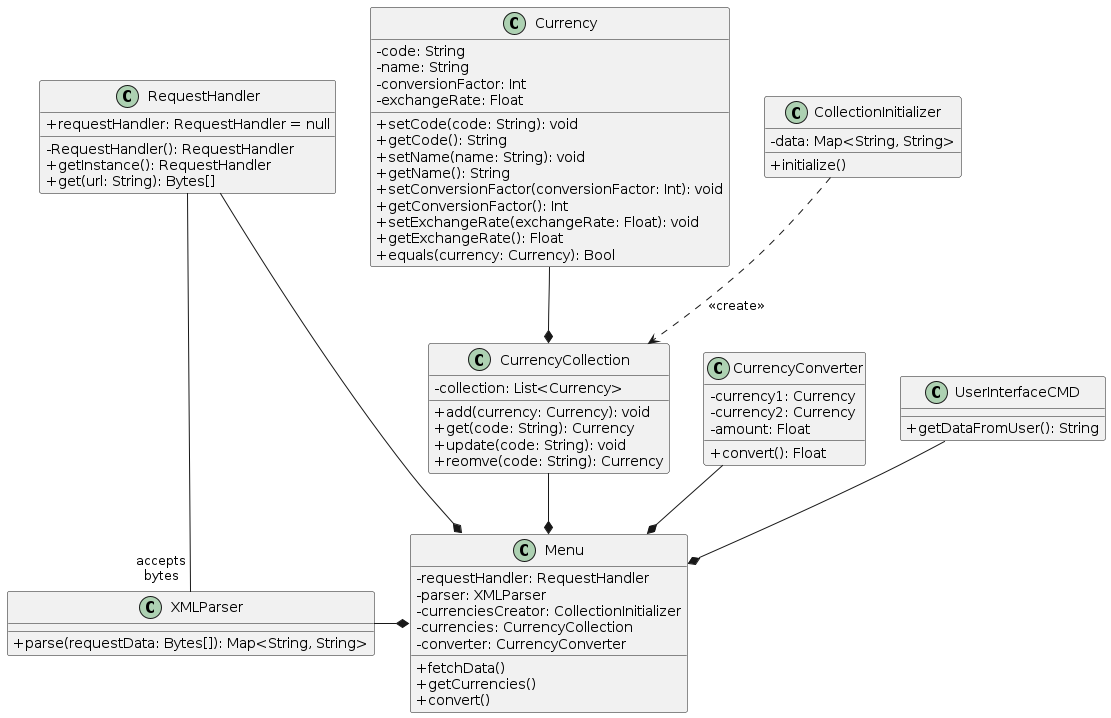 C Currency
-code: String
-name: String
-conversionFactor: Int
-exchangeRate: Float
+setCode(code: String): void
+getCode(): String
+setName(name: String): void
+getName(): String
+setConversionFactor(conversionFactor: Int): void
+getConversionFactor(): Int
+setExchangeRate(exchangeRate: Float): void
+getExchangeRate(): Float
+equals(currency: Currency): Bool
C RequestHandler
+requestHandler: RequestHandler = null
-RequestHandler(): RequestHandler
+getInstance(): RequestHandler
+get(url: String): Bytes[]
C CollectionInitializer
-data: Map<String, String>
+initialize()
«create»
C CurrencyCollection
-collection: List<Currency>
+add(currency: Currency): void
+get(code: String): Currency
+update(code: String): void
+reomve(code: String): Currency
C CurrencyConverter
-currency1: Currency
-currency2: Currency
-amount: Float
+convert(): Float
C UserInterfaceCMD
+getDataFromUser(): String
accepts
bytes
C XMLParser
+parse(requestData: Bytes[]): Map<String, String>
C Menu
-requestHandler: RequestHandler
-parser: XMLParser
-currenciesCreator: CollectionInitializer
-currencies: CurrencyCollection
-converter: CurrencyConverter
+fetchData()
+getCurrencies()
+convert()